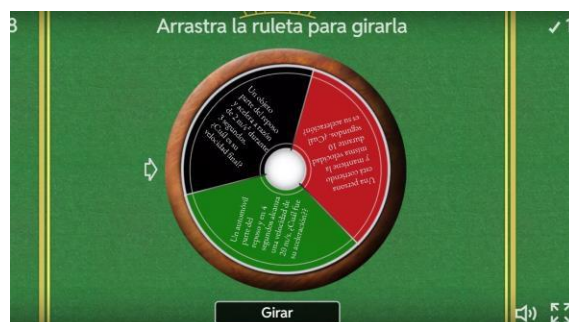 8
Arrastra la ruleta para girarla
✓ 1
Un objeto
parte del reposo
y acelera a razón
de 2 m/s² durante
3 segundos.
¿Cuál es su
velocidad final?
Una persona
está corriendo
y mantiene la
misma velocidad
durante 10
segundos. ¿Cuál
es su aceleración?
Un automóvil
parte del
reposo y en 4
segundos alcanza
una velocidad de
20 m/s. ¿Cuál fue
su aceleración??
Girar